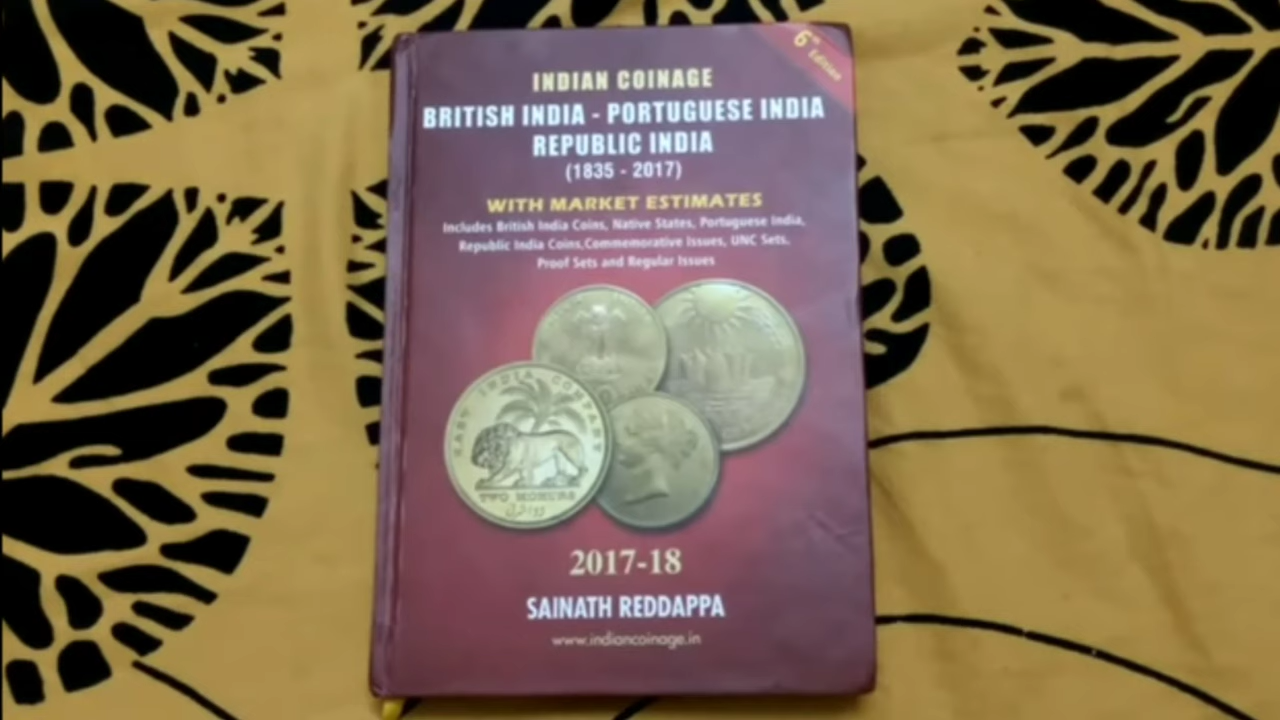 6th Edition
INDIAN COINAGE
BRITISH INDIA - PORTUGUESE INDIA
REPUBLIC INDIA
(1835 - 2017)
WITH MARKET ESTIMATES
Includes British India Coins, Native States, Portuguese India,
Republic India Coins,Commemorative Issues, UNC Sets,
Proof Sets and Regular Issues
EAST INDIA COMPANY
TWO MOHURS
2017-18
SAINATH REDDAPPA
www.indiancoinage.in